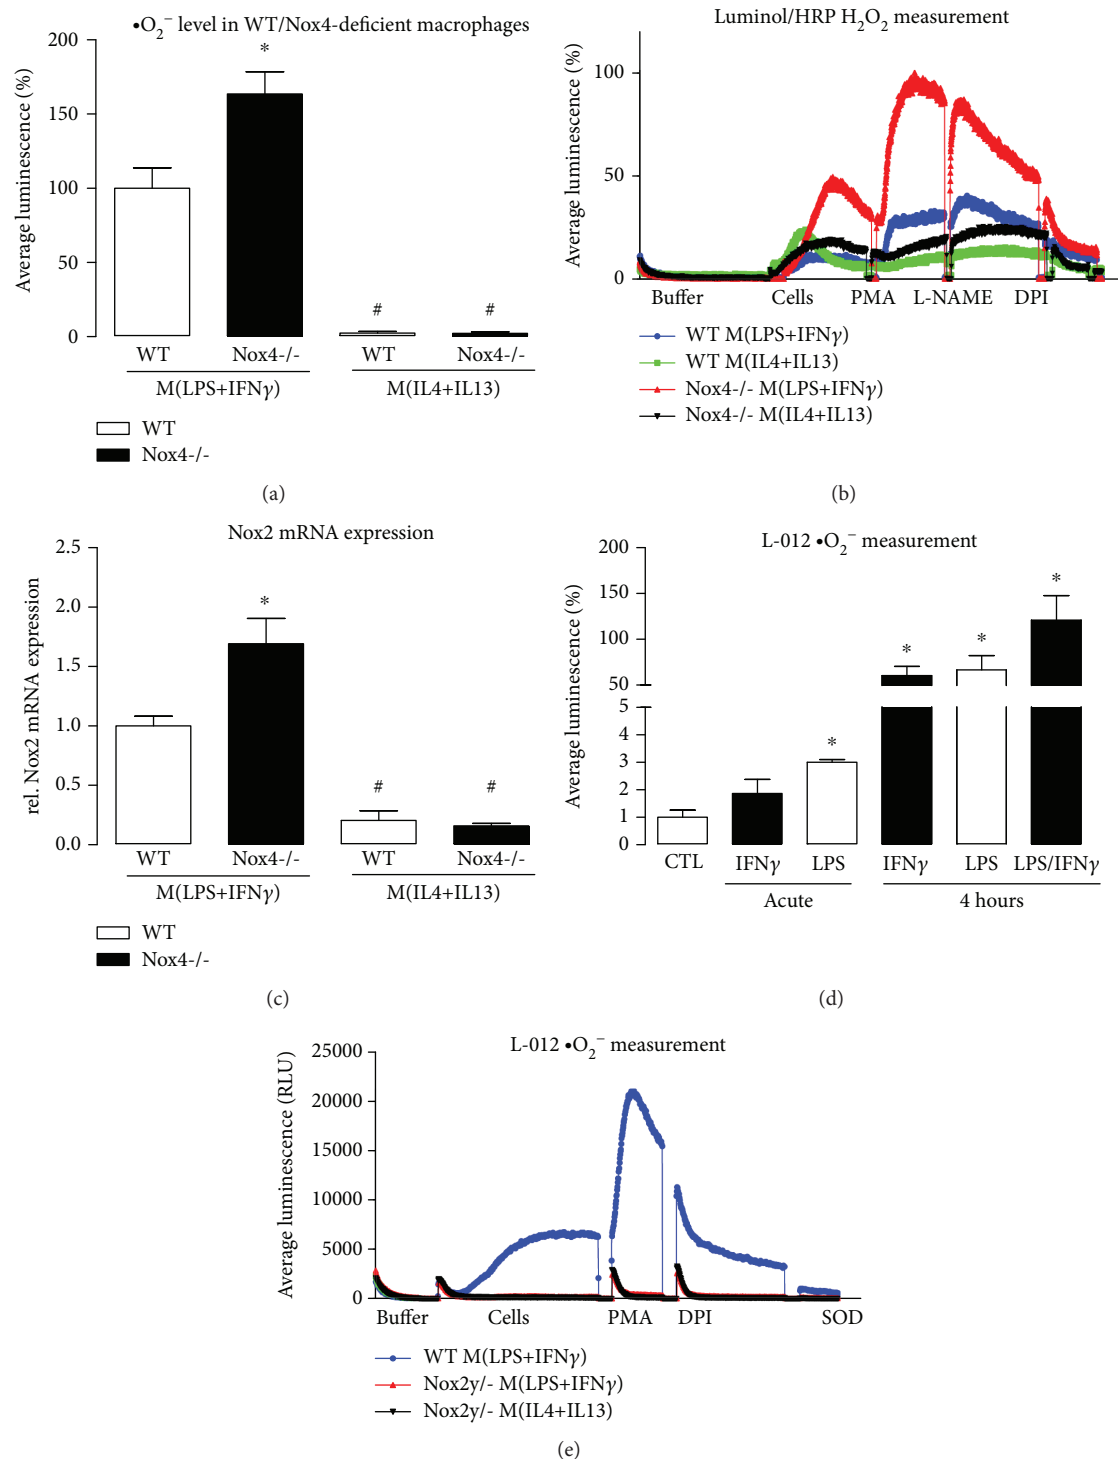 •O₂⁻ level in WT/Nox4-deficient macrophages
Average luminescence (%)
200
150
100
50
0
*
#
#
WT
Nox4-/-
WT
Nox4-/-
M(LPS+IFNγ)
M(IL4+IL13)
WT
Nox4-/-
(a)
Luminol/HRP H₂O₂ measurement
Average luminescence (%)
100
50
0
Buffer
Cells
PMA
L-NAME
DPI
WT M(LPS+IFNγ)
WT M(IL4+IL13)
Nox4-/- M(LPS+IFNγ)
Nox4-/- M(IL4+IL13)
(b)
Nox2 mRNA expression
rel. Nox2 mRNA expression
2.5
2.0
1.5
1.0
0.5
0.0
*
#
#
WT
Nox4-/-
WT
Nox4-/-
M(LPS+IFNγ)
M(IL4+IL13)
WT
Nox4-/-
(c)
L-012 •O₂⁻ measurement
Average luminescence (%)
200
150
100
50
5
4
3
2
1
0
*
*
*
*
CTL
IFNγ
LPS
IFNγ
LPS
LPS/IFNγ
Acute
4 hours
(d)
L-012 •O₂⁻ measurement
Average luminescence (RLU)
25000
20000
15000
10000
5000
0
Buffer
Cells
PMA
DPI
SOD
WT M(LPS+IFNγ)
Nox2y/- M(LPS+IFNγ)
Nox2y/- M(IL4+IL13)
(e)